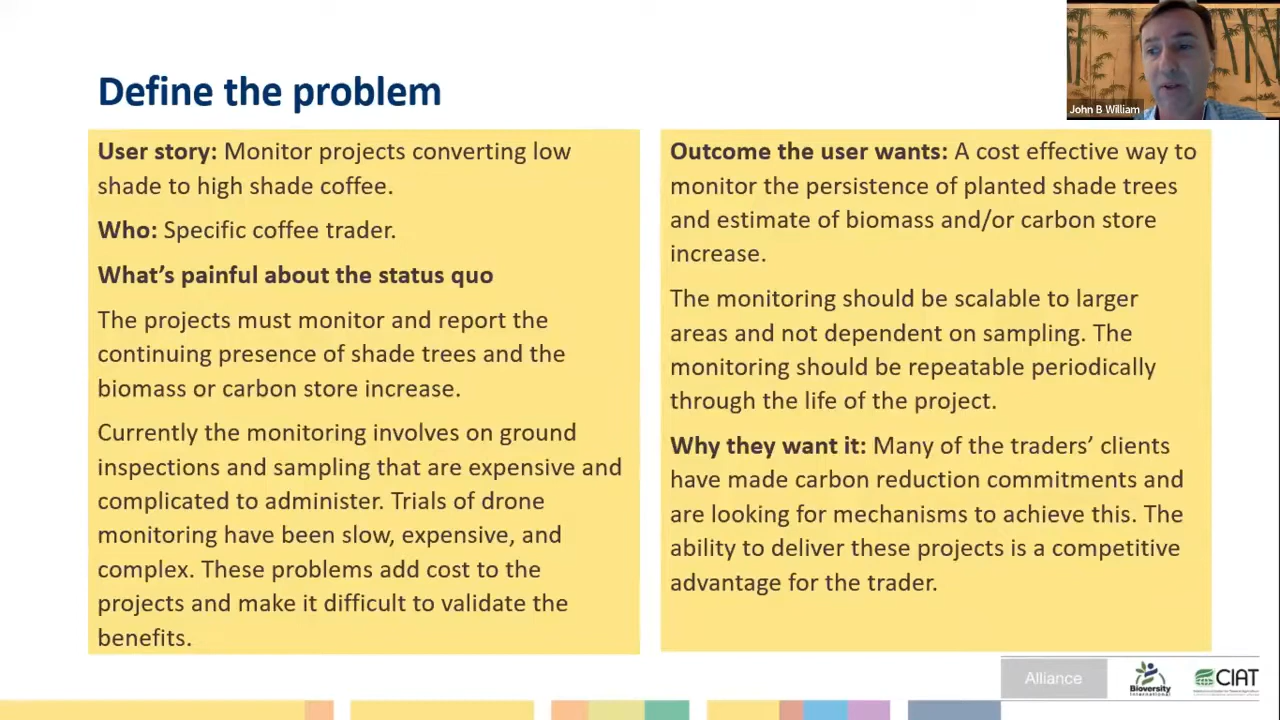 John B William
Define the problem
User story: Monitor projects converting low
shade to high shade coffee.
Who: Specific coffee trader.
What's painful about the status quo
The projects must monitor and report the
continuing presence of shade trees and the
biomass or carbon store increase.
Currently the monitoring involves on ground
inspections and sampling that are expensive and
complicated to administer. Trials of drone
monitoring have been slow, expensive, and
complex. These problems add cost to the
projects and make it difficult to validate the
benefits.
Outcome the user wants: A cost effective way to
monitor the persistence of planted shade trees
and estimate of biomass and/or carbon store
increase.
The monitoring should be scalable to larger
areas and not dependent on sampling. The
monitoring should be repeatable periodically
through the life of the project.
Why they want it: Many of the traders' clients
have made carbon reduction commitments and
are looking for mechanisms to achieve this. The
ability to deliver these projects is a competitive
advantage for the trader.
Alliance
Bioversity
International
CIAT